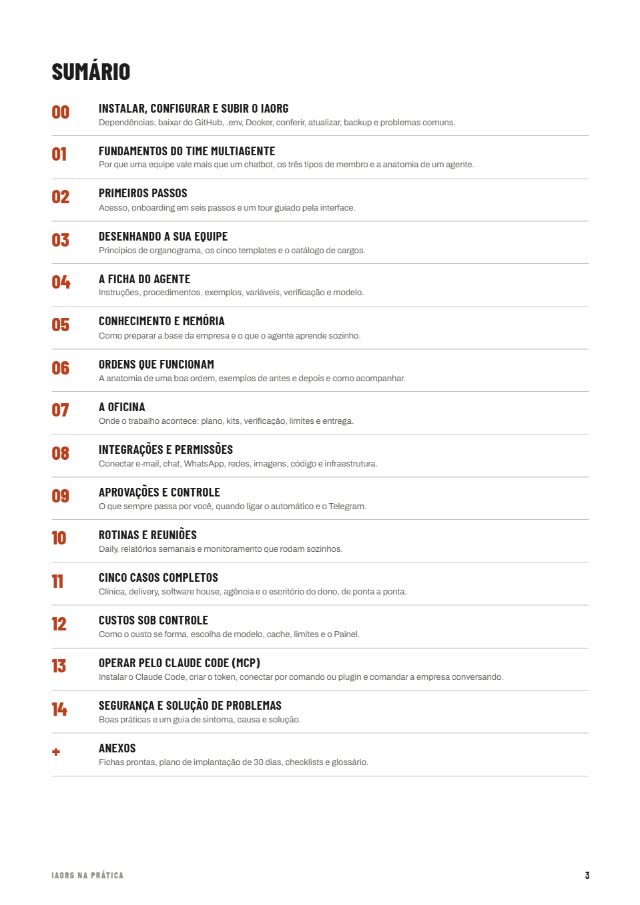 SUMÁRIO
00 INSTALAR, CONFIGURAR E SUBIR O IAORG
Dependências, baixar do GitHub, .env, Docker, conferir, atualizar, backup e problemas comuns.
01 FUNDAMENTOS DO TIME MULTIAGENTE
Por que uma equipe vale mais que um chatbot, os três tipos de membro e a anatomia de um agente.
02 PRIMEIROS PASSOS
Acesso, onboarding em seis passos e um tour guiado pela interface.
03 DESENHANDO A SUA EQUIPE
Princípios de organograma, os cinco templates e o catálogo de cargos.
04 A FICHA DO AGENTE
Instruções, procedimentos, exemplos, variáveis, verificação e modelo.
05 CONHECIMENTO E MEMÓRIA
Como preparar a base da empresa e o que o agente aprende sozinho.
06 ORDENS QUE FUNCIONAM
A anatomia de uma boa ordem, exemplos de antes e depois e como acompanhar.
07 A OFICINA
Onde o trabalho acontece: plano, kits, verificação, limites e entrega.
08 INTEGRAÇÕES E PERMISSÕES
Conectar e-mail, chat, WhatsApp, redes, imagens, código e infraestrutura.
09 APROVAÇÕES E CONTROLE
O que sempre passa por você, quando ligar o automático e o Telegram.
10 ROTINAS E REUNIÕES
Daily, relatórios semanais e monitoramento que rodam sozinhos.
11 CINCO CASOS COMPLETOS
Clínica, delivery, software house, agência e o escritório do dono, de ponta a ponta.
12 CUSTOS SOB CONTROLE
Como o custo se forma, escolha de modelo, cache, limites e o Painel.
13 OPERAR PELO CLAUDE CODE (MCP)
Instalar o Claude Code, criar o token, conectar por comando ou plugin e comandar a empresa conversando.
14 SEGURANÇA E SOLUÇÃO DE PROBLEMAS
Boas práticas e um guia de sintoma, causa e solução.
+ ANEXOS
Fichas prontas, plano de implantação de 30 dias, checklists e glossário.
IAORG NA PRÁTICA 3